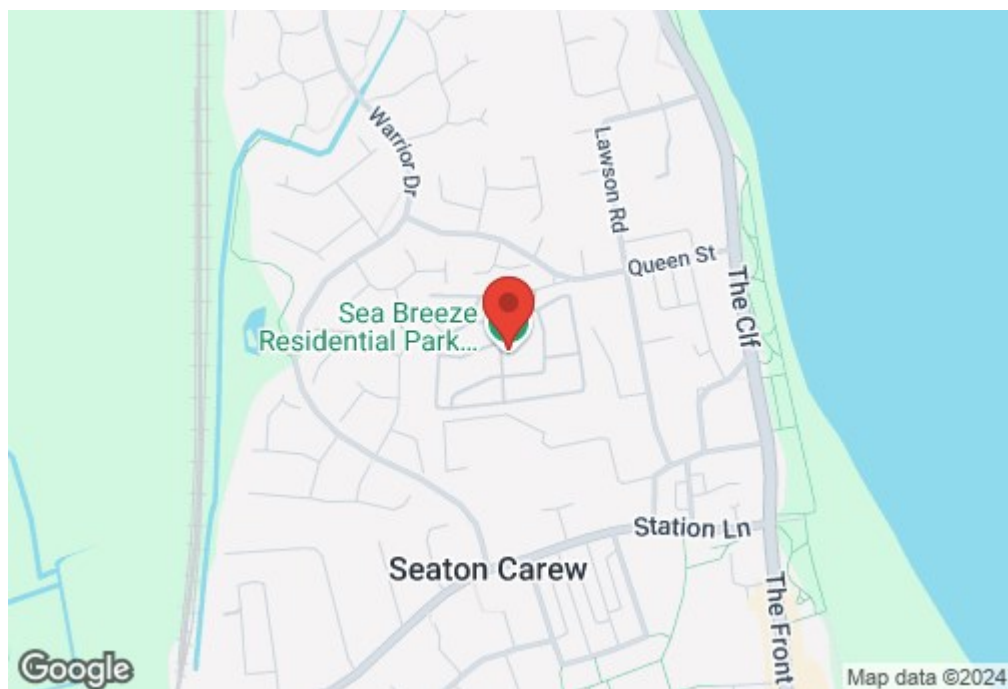 Warrior Dr
Lawson Rd
Queen St
The Clf
Sea Breeze
Residential Park...
Station Ln
Seaton Carew
The Front
Google
Map data ©2024